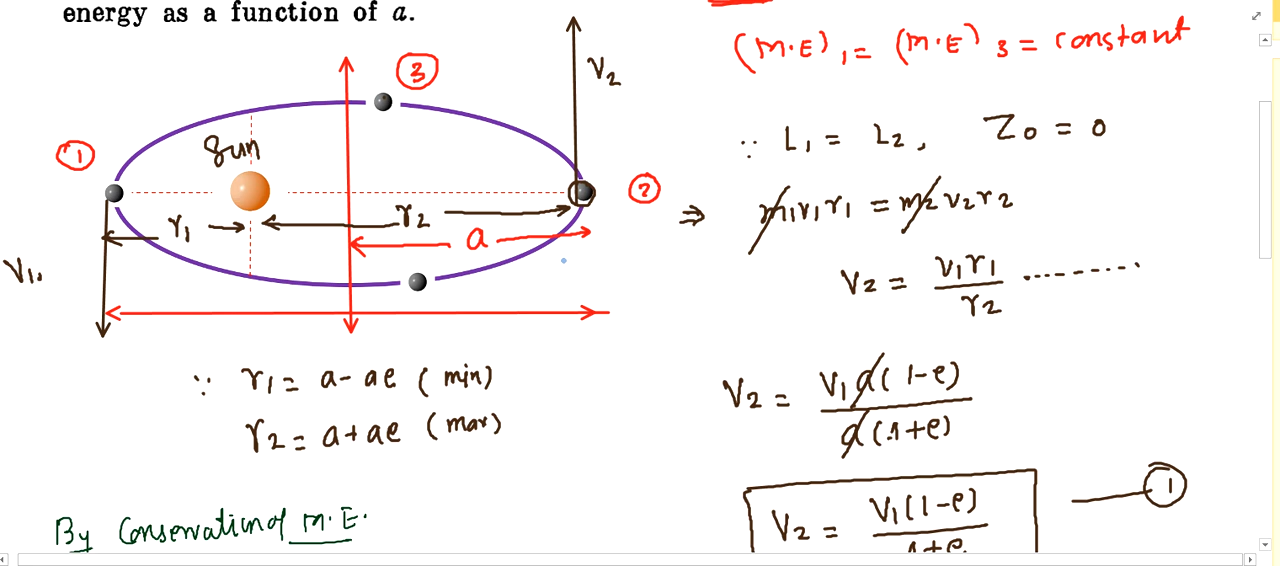 energy as a function of a.
(M.E)₁ = (M.E)₃ = constant
3
V₂
Sun
1
∵ L₁ = L₂, Z₀ = 0
2
r₁
r₂
a
⇒ m₁v₁r₁ = m₂v₂r₂
V₁.
V₂ = v₁r₁/r₂ .........
∵ r₁ = a - ae (min)
r₂ = a + ae (max)
V₂ = V₁a(1-e)/a(1+e)
By Conservation of M.E.
V₂ = V₁(1-e)/1+e
1